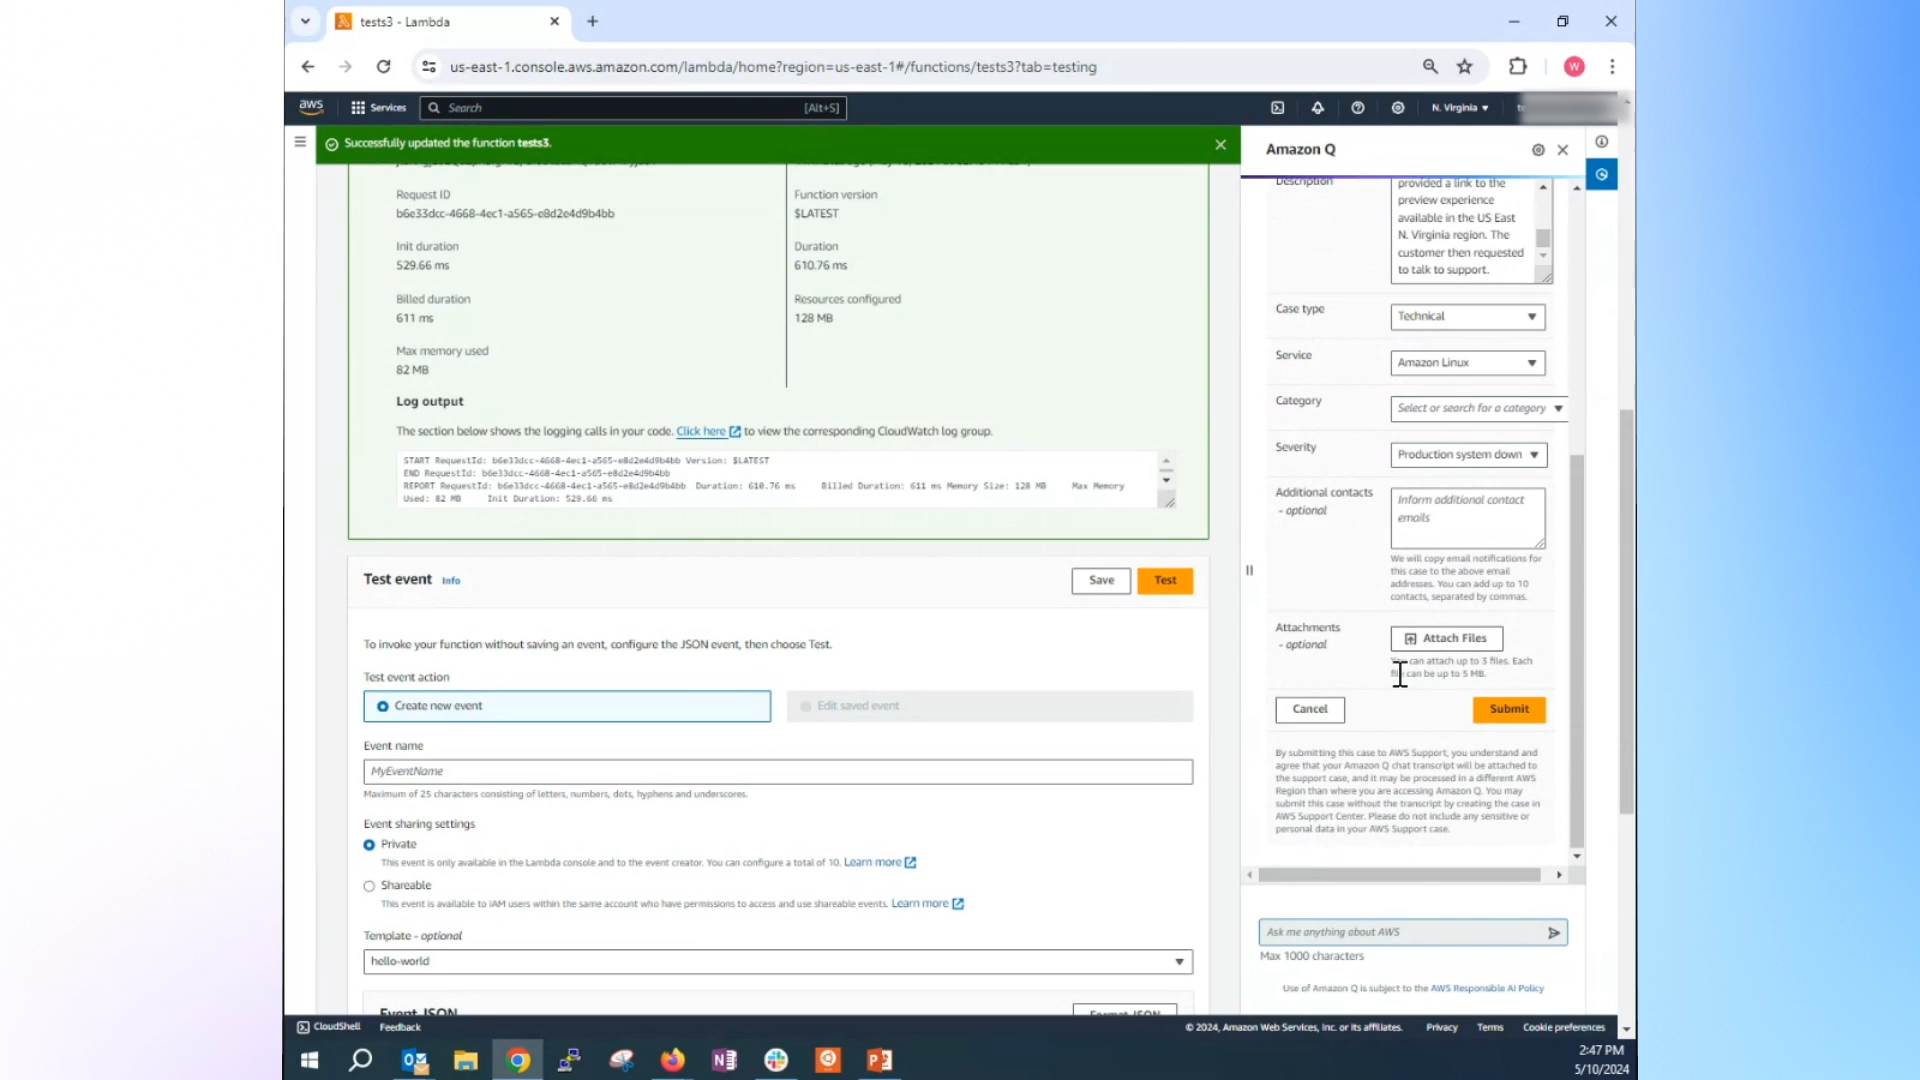 tests3 - Lambda
us-east-1.console.aws.amazon.com/lambda/home?region=us-east-1#/functions/tests3?tab=testing
W
aws
Services
Search
[Alt+S]
N. Virginia
Successfully updated the function tests3.
Request ID
b6e33dcc-4668-4ec1-a565-e8d2e4d9b4bb
Function version
$LATEST
Init duration
529.66 ms
Duration
610.76 ms
Billed duration
611 ms
Resources configured
128 MB
Max memory used
82 MB
Log output
The section below shows the logging calls in your code. Click here to view the corresponding CloudWatch log group.
START RequestId: b6e33dcc-4668-4ec1-a565-e8d2e4d9b4bb Version: $LATEST
END RequestId: b6e33dcc-4668-4ec1-a565-e8d2e4d9b4bb
REPORT RequestId: b6e33dcc-4668-4ec1-a565-e8d2e4d9b4bb Duration: 610.76 ms Billed Duration: 611 ms Memory Size: 128 MB Max Memory
Used: 82 MB Init Duration: 529.66 ms
Test event Info
Save
Test
To invoke your function without saving an event, configure the JSON event, then choose Test.
Test event action
Create new event
Edit saved event
Event name
MyEventName
Maximum of 25 characters consisting of letters, numbers, dots, hyphens and underscores.
Event sharing settings
Private
This event is only available in the Lambda console and to the event creator. You can configure a total of 10. Learn more
Shareable
This event is available to IAM users within the same account who have permissions to access and use shareable events. Learn more
Template - optional
hello-world
Event JSON
Format JSON
Amazon Q
Description
provided a link to the
preview experience
available in the US East
N. Virginia region. The
customer then requested
to talk to support.
Case type
Technical
Service
Amazon Linux
Category
Select or search for a category
Severity
Production system down
Additional contacts
- optional
Inform additional contact
emails
We will copy email notifications for
this case to the above email
addresses. You can add up to 10
contacts, separated by commas.
Attachments
- optional
Attach Files
You can attach up to 3 files. Each
file can be up to 5 MB.
Cancel
Submit
By submitting this case to AWS Support, you understand and
agree that your Amazon Q chat transcript will be attached to
the support case, and it may be processed in a different AWS
Region than where you are accessing Amazon Q. You may
submit this case without the transcript by creating the case in
AWS Support Center. Please do not include any sensitive or
personal data in your AWS Support case.
Ask me anything about AWS
Max 1000 characters
Use of Amazon Q is subject to the AWS Responsible AI Policy
CloudShell
Feedback
© 2024, Amazon Web Services, Inc. or its affiliates.
Privacy
Terms
Cookie preferences
2:47 PM
5/10/2024